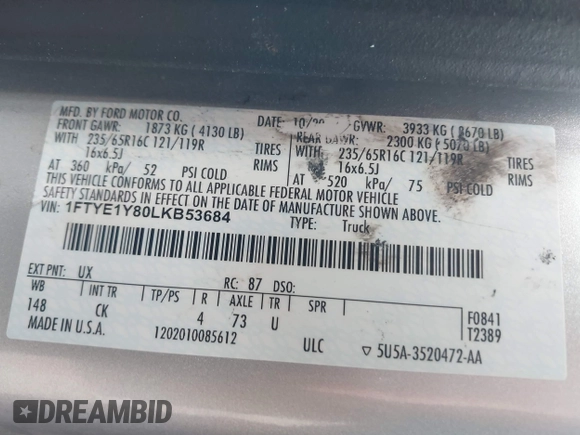 MFD. BY FORD MOTOR CO. DATE: 10/20 GVWR: 3933 KG ( 8670 LB)
FRONT GAWR: 1873 KG ( 4130 LB) REAR GAWR: 2300 KG ( 5070 LB)
WITH 235/65R16C 121/119R TIRES WITH 235/65R16C 121/119R TIRES
16x6.5J RIMS 16x6.5J RIMS
AT 360 kPa/ 52 PSI COLD AT 520 kPa/ 75 PSI COLD
THIS VEHICLE CONFORMS TO ALL APPLICABLE FEDERAL MOTOR VEHICLE
SAFETY STANDARDS IN EFFECT ON THE DATE OF MANUFACTURE SHOWN ABOVE.
VIN: 1FTYE1Y80LKB53684 TYPE: Truck
EXT PNT: UX RC: 87 DSO:
WB INT TR TP/PS R AXLE TR SPR
148 CK 4 73 U
F0841
T2389
MADE IN U.S.A. 1202010085612 ULC 5U5A-3520472-AA
DREAMBID